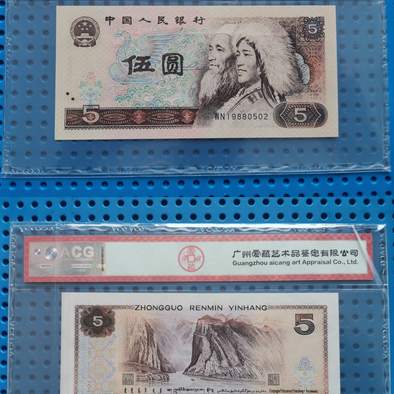 中国人民银行
5
伍圆
WN19880502
5
5
ACG
广州爱藏艺术品鉴定有限公司
Guangzhou aicang art Appraisal Co., Ltd.
ZHONGGUO RENMIN YINHANG
5
5